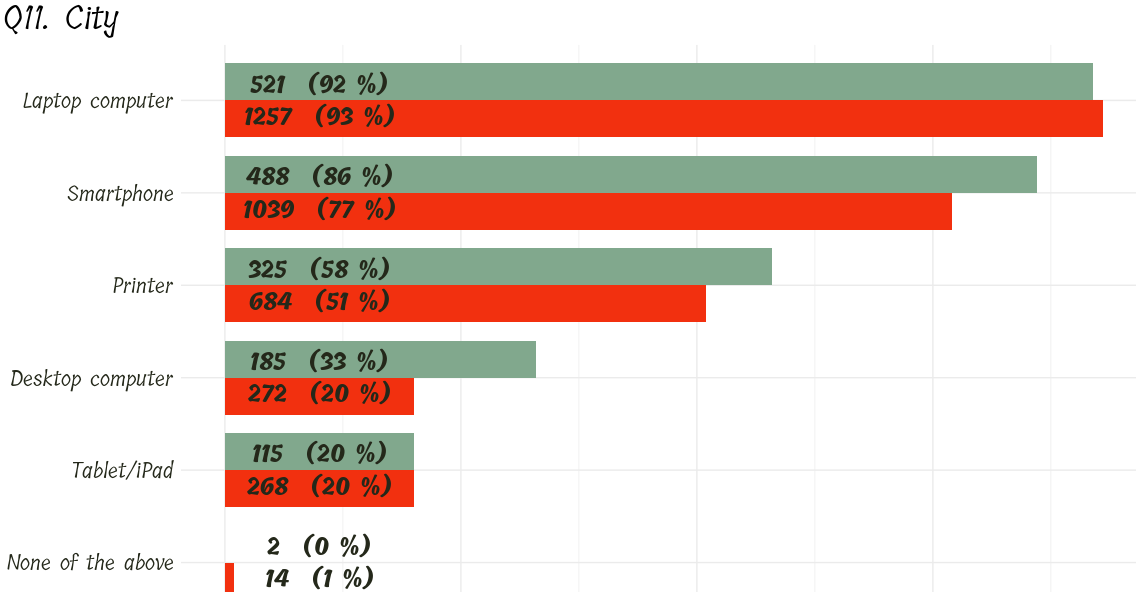 Q11. City
Laptop computer
521 (92 %)
1257 (93 %)
Smartphone
488 (86 %)
1039 (77 %)
Printer
325 (58 %)
684 (51 %)
Desktop computer
185 (33 %)
272 (20 %)
Tablet/iPad
115 (20 %)
268 (20 %)
None of the above
2 (0 %)
14 (1 %)